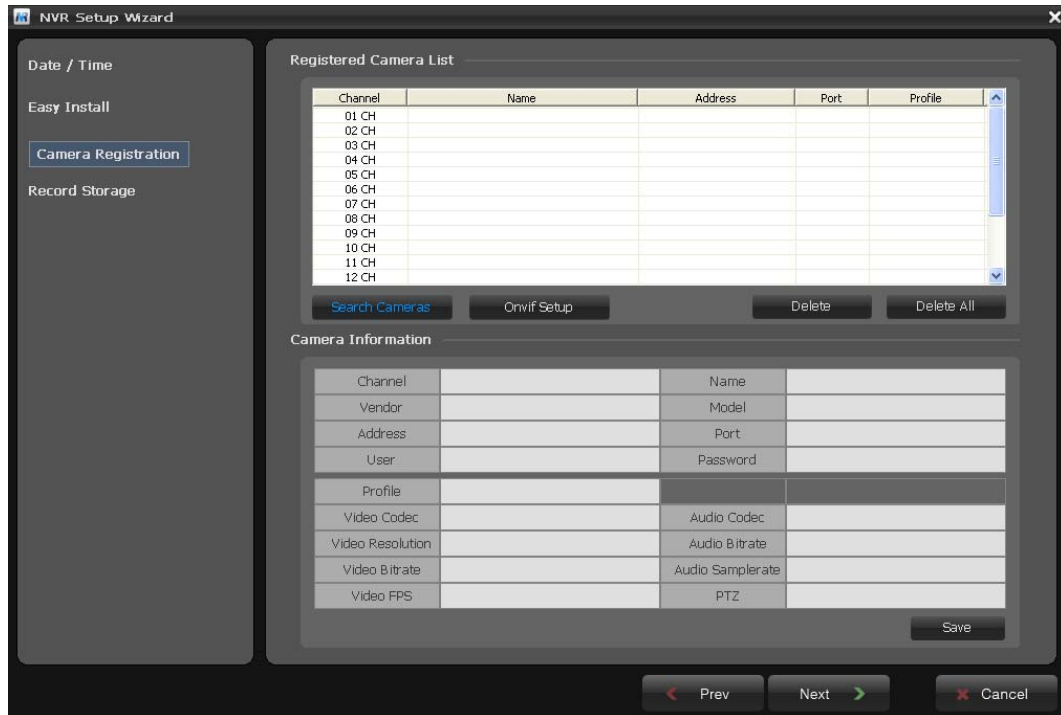 NVR Setup Wizard
Date / Time
Easy Install
Camera Registration
Record Storage
Registered Camera List
Channel Name Address Port Profile
01 CH
02 CH
03 CH
04 CH
05 CH
06 CH
07 CH
08 CH
09 CH
10 CH
11 CH
12 CH
Search Cameras Onvif Setup Delete Delete All
Camera Information
Channel Name
Vendor Model
Address Port
User Password
Profile
Video Codec Audio Codec
Video Resolution Audio Bitrate
Video Bitrate Audio Samplerate
Video FPS PTZ
Save
Prev Next Cancel